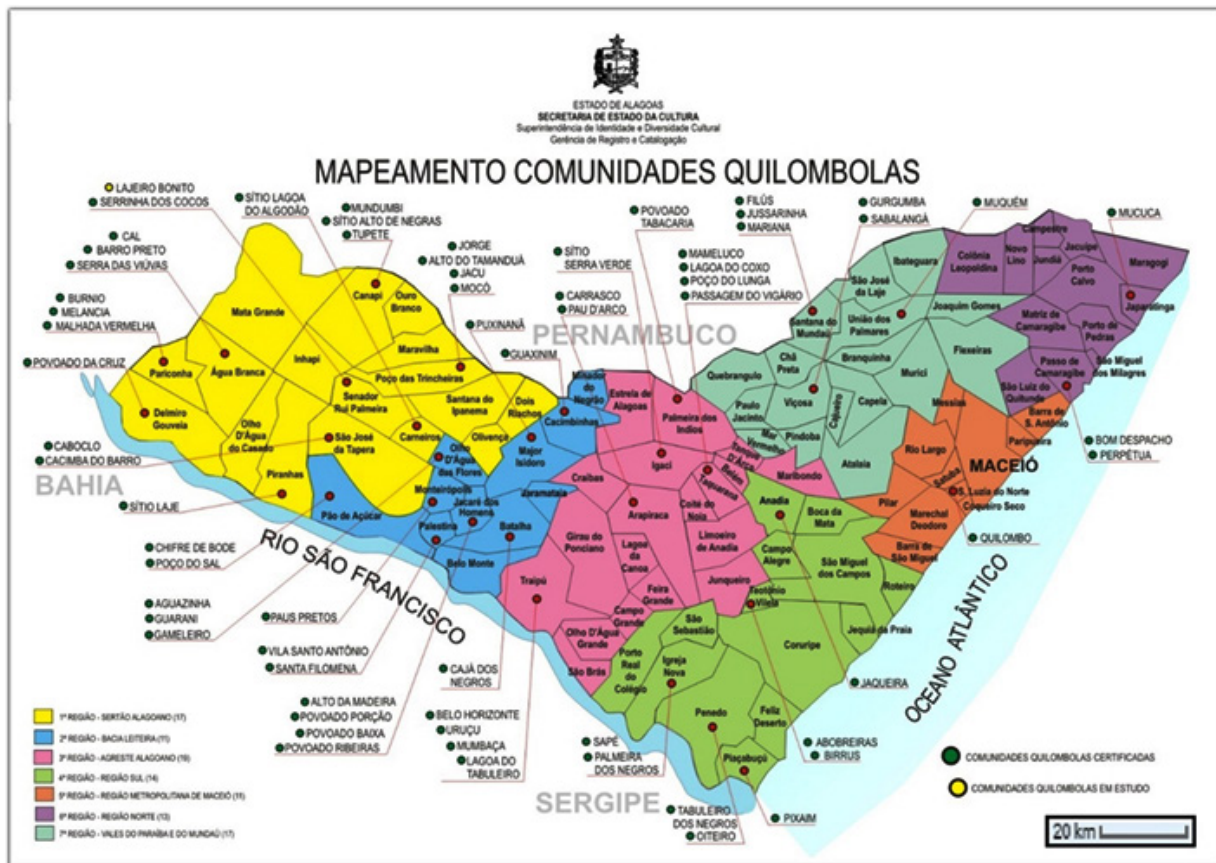 ESTADO DE ALAGOAS
SECRETARIA DE ESTADO DA CULTURA
Superintendência de Identidade e Diversidade Cultural
Gerência de Registro e Catalogação
MAPEAMENTO COMUNIDADES QUILOMBOLAS
LAJEIRO BONITO
SERRINHA DOS COCOS
SÍTIO LAGOA
DO ALGODÃO
MUNDUMBI
SÍTIO ALTO DE NEGRAS
TUPETE
CAL
BARRO PRETO
SERRA DAS VIÚVAS
JORGE
ALTO DO TAMANDUÁ
JACU
MOCÓ
BURNIO
MELANCIA
MALHADA VERMELHA
POVOADO DA CRUZ
PUXINANÃ
GUAXINIM
SÍTIO
SERRA VERDE
CARRASCO
PAU D'ARCO
POVOADO
TABACARIA
FILÚS
JUSSARINHA
MARIANA
MAMELUCO
LAGOA DO COXO
POÇO DO LUNGA
PASSAGEM DO VIGÁRIO
GURGUMBA
SABALANGÁ
MUQUÉM
MUCUCA
PERNAMBUCO
Mata Grande
Canapi
Ouro
Branco
Inhapi
Maravilha
Pariconha
Água Branca
Poço das Trincheiras
Senador
Rui Palmeira
Santana do
Ipanema
Dois
Riachos
Delmiro
Gouveia
Olho
D'Água
do Casado
São José
da Tapera
Carneiros
Olivença
Piranhas
Olho
D'Água
das Flores
Major
Isidoro
Minador
do Negrão
Cacimbinhas
Estrela de
Alagoas
Palmeira dos
Indios
Monteirópolis
Jacaré dos
Homens
Jaramataia
Pão de Açúcar
Palestina
Batalha
Belo Monte
Craibas
Igaci
Arapiraca
Coité do
Noia
Taquarana
Belém
Tanque
D'Arca
Mar
Vermelho
Maribondo
Girau do
Ponciano
Lagoa
da
Canoa
Limoeiro
de Anadia
Feira
Grande
Junqueiro
Traipú
Campo
Grande
Olho D'Água
Grande
São Brás
Quebrangulo
Paulo
Jacinto
Chã
Preta
Viçosa
Pindoba
Cajueiro
Capela
Atalaia
Santana do
Mundaú
São José
da Laje
Ibateguara
União dos
Palmares
Branquinha
Murici
Joaquim Gomes
Flexeiras
Colônia
Leopoldina
Novo
Lino
Campestre
Jundiá
Jacuípe
Porto
Calvo
Maragogi
Japaratinga
Matriz de
Camaragibe
Porto de
Pedras
Passo de
Camaragibe
São Miguel
dos Milagres
São Luiz do
Quitunde
Barra de
S. Antônio
Paripueira
Messias
Rio Largo
MACEIÓ
Satuba
S. Luzia do Norte
Coqueiro Seco
Pilar
Marechal
Deodoro
Barra de
São Miguel
Anadia
Boca da
Mata
Campo
Alegre
São Miguel
dos Campos
Roteiro
Teotônio
Vilela
Jequiá da Praia
Coruripe
São
Sebastião
Porto
Real do
Colégio
Igreja
Nova
Penedo
Feliz
Deserto
Piaçabuçú
CABOCLO
CACIMBA DO BARRO
BAHIA
SÍTIO LAJE
CHIFRE DE BODE
POÇO DO SAL
RIO SÃO FRANCISCO
AGUAZINHA
GUARANI
GAMELEIRO
PAUS PRETOS
VILA SANTO ANTÔNIO
SANTA FILOMENA
ALTO DA MADEIRA
POVOADO PORÇÃO
POVOADO BAIXA
POVOADO RIBEIRAS
CAJÁ DOS
NEGROS
BELO HORIZONTE
URUÇU
MUMBAÇA
LAGOA DO
TABULEIRO
SAPÉ
PALMEIRA
DOS NEGROS
SERGIPE
TABULEIRO
DOS NEGROS
OITEIRO
PIXAIM
ABOBREIRAS
BIRRUS
JAQUEIRA
QUILOMBO
BOM DESPACHO
PERPÉTUA
OCEANO ATLÂNTICO
1ª REGIÃO - SERTÃO ALAGOANO (17)
2ª REGIÃO - BACIA LEITEIRA (11)
3ª REGIÃO - AGRESTE ALAGOANO (19)
4ª REGIÃO - REGIÃO SUL (14)
5ª REGIÃO - REGIÃO METROPOLITANA DE MACEIÓ (11)
6ª REGIÃO - REGIÃO NORTE (13)
7ª REGIÃO - VALES DO PARAÍBA E DO MUNDAÚ (17)
COMUNIDADES QUILOMBOLAS CERTIFICADAS
COMUNIDADES QUILOMBOLAS EM ESTUDO
20 km